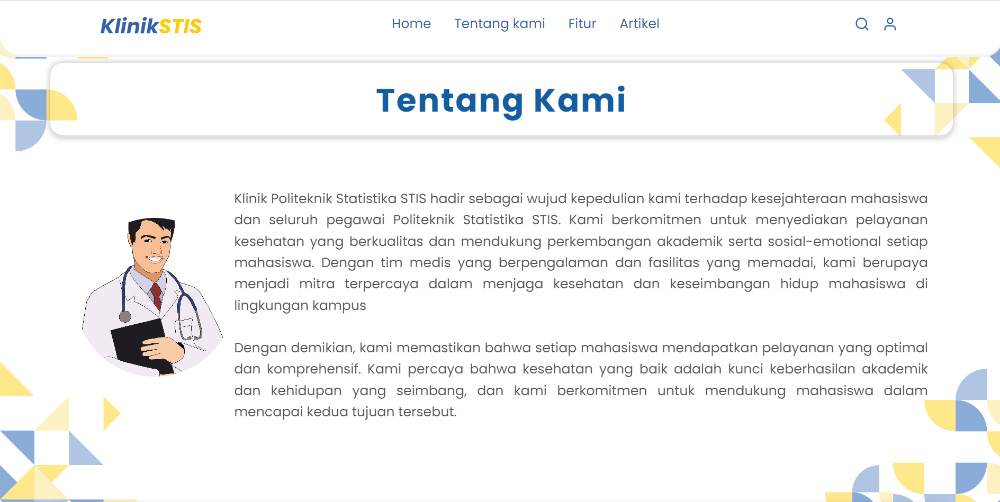 KlinikSTIS
Home Tentang kami Fitur Artikel
Tentang Kami
Klinik Politeknik Statistika STIS hadir sebagai wujud kepedulian kami terhadap kesejahteraan mahasiswa
dan seluruh pegawai Politeknik Statistika STIS. Kami berkomitmen untuk menyediakan pelayanan
kesehatan yang berkualitas dan mendukung perkembangan akademik serta sosial-emotional setiap
mahasiswa. Dengan tim medis yang berpengalaman dan fasilitas yang memadai, kami berupaya
menjadi mitra terpercaya dalam menjaga kesehatan dan keseimbangan hidup mahasiswa di
lingkungan kampus
Dengan demikian, kami memastikan bahwa setiap mahasiswa mendapatkan pelayanan yang optimal
dan komprehensif. Kami percaya bahwa kesehatan yang baik adalah kunci keberhasilan akademik
dan kehidupan yang seimbang, dan kami berkomitmen untuk mendukung mahasiswa dalam
mencapai kedua tujuan tersebut.